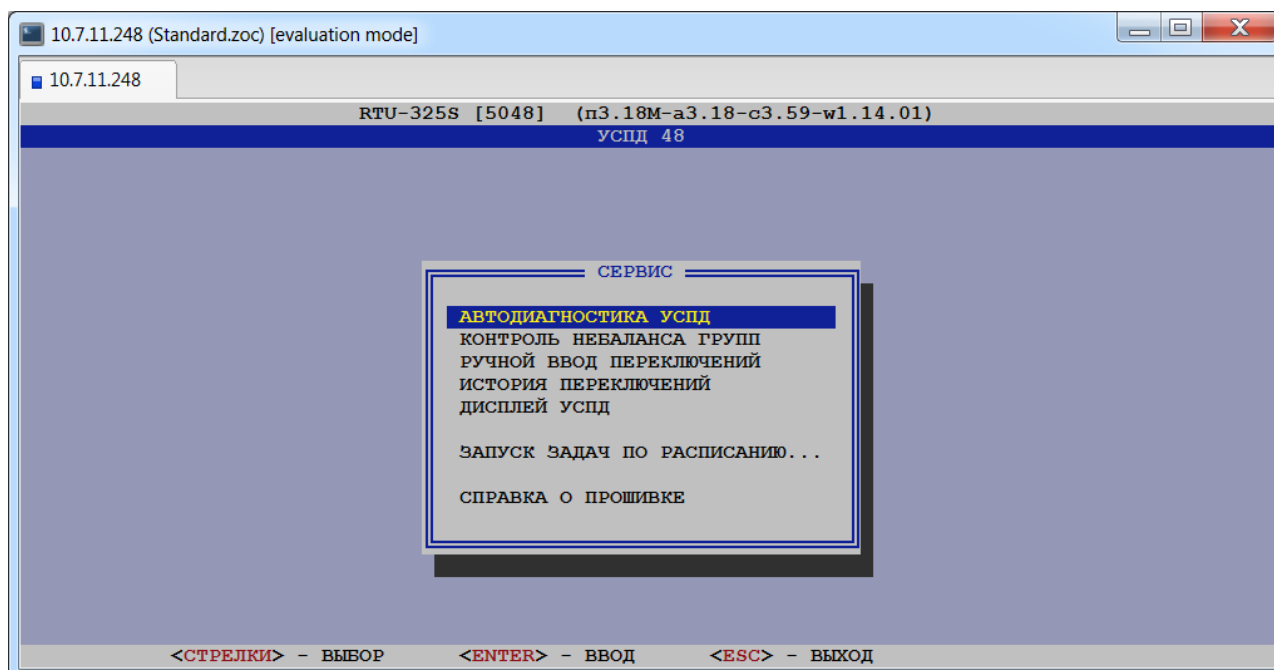 10.7.11.248 (Standard.zoc) [evaluation mode]
10.7.11.248
RTU-325S [5048] (п3.18М-а3.18-с3.59-w1.14.01)
УСПД 48
СЕРВИС
АВТОДИАГНОСТИКА УСПД
КОНТРОЛЬ НЕБАЛАНСА ГРУПП
РУЧНОЙ ВВОД ПЕРЕКЛЮЧЕНИЙ
ИСТОРИЯ ПЕРЕКЛЮЧЕНИЙ
ДИСПЛЕЙ УСПД
ЗАПУСК ЗАДАЧ ПО РАСПИСАНИЮ...
СПРАВКА О ПРОШИВКЕ
<СТРЕЛКИ> - ВЫБОР <ENTER> - ВВОД <ESC> - ВЫХОД